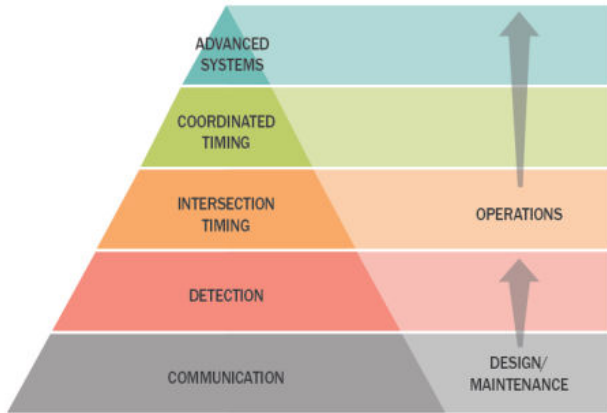 ADVANCED
SYSTEMS
COORDINATED
TIMING
INTERSECTION
TIMING
OPERATIONS
DETECTION
COMMUNICATION
DESIGN/
MAINTENANCE